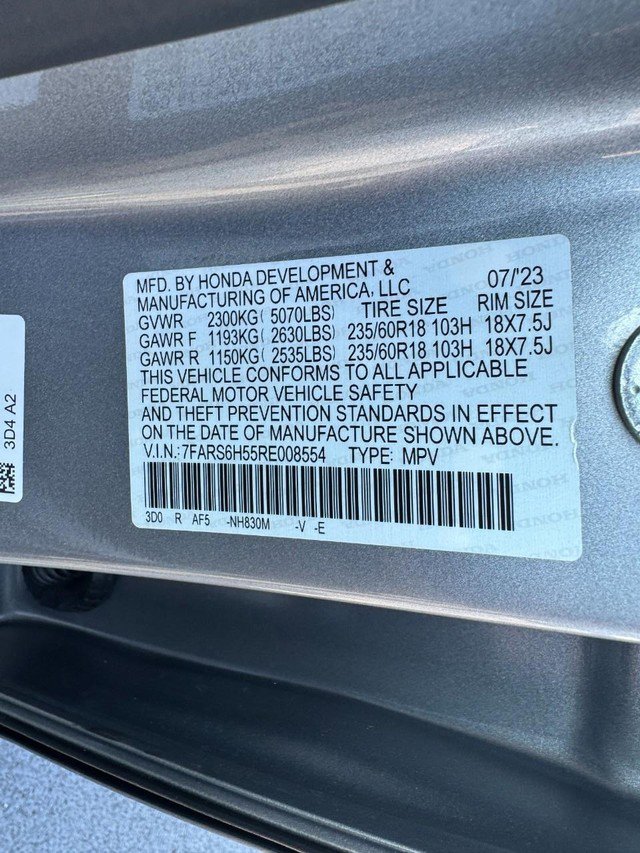 MFD. BY HONDA DEVELOPMENT & 07/'23
MANUFACTURING OF AMERICA, LLC
GVWR 2300KG( 5070LBS) TIRE SIZE RIM SIZE
GAWR F 1193KG( 2630LBS) 235/60R18 103H 18X7.5J
GAWR R 1150KG( 2535LBS) 235/60R18 103H 18X7.5J
THIS VEHICLE CONFORMS TO ALL APPLICABLE
FEDERAL MOTOR VEHICLE SAFETY
AND THEFT PREVENTION STANDARDS IN EFFECT
ON THE DATE OF MANUFACTURE SHOWN ABOVE.
V.I.N.:7FARS6H55RE008554 TYPE: MPV
3D0 R AF5 -NH830M -V -E
3D4 A2
HONDA